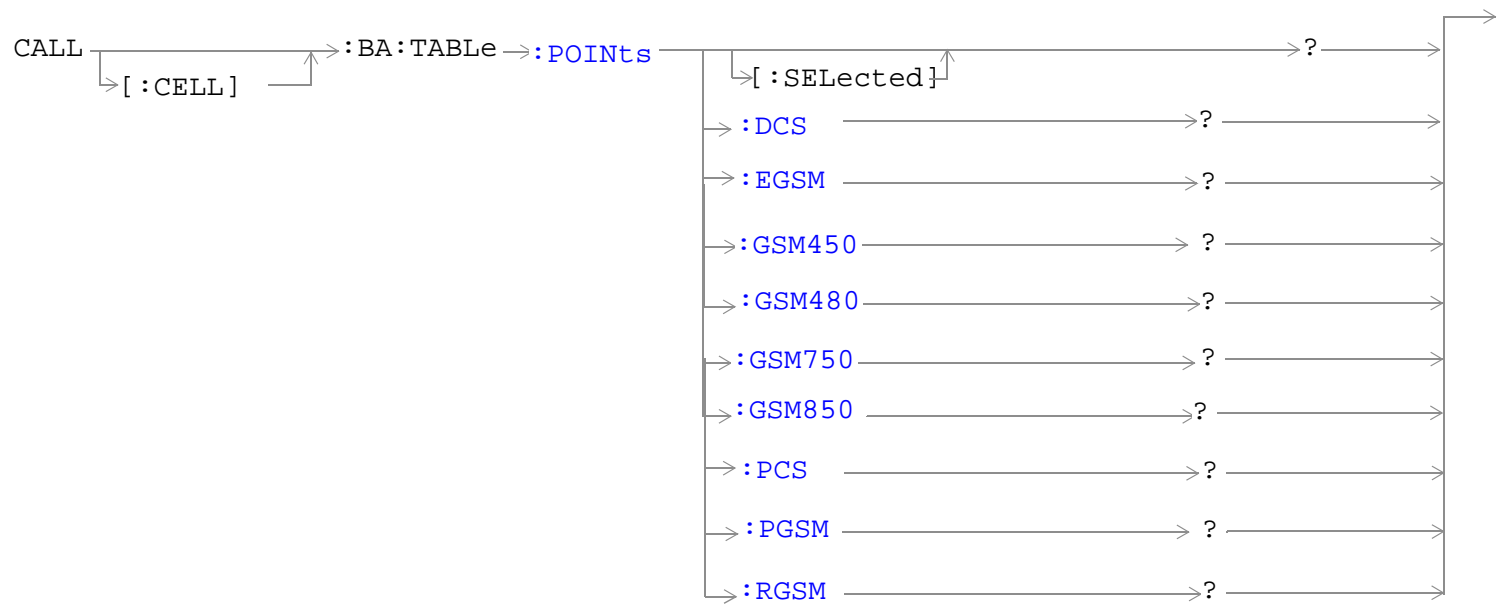 CALL :BA:TABLe :POINts ?
[:CELL] [:SELected]
:DCS ?
:EGSM ?
:GSM450 ?
:GSM480 ?
:GSM750 ?
:GSM850 ?
:PCS ?
:PGSM ?
:RGSM ?